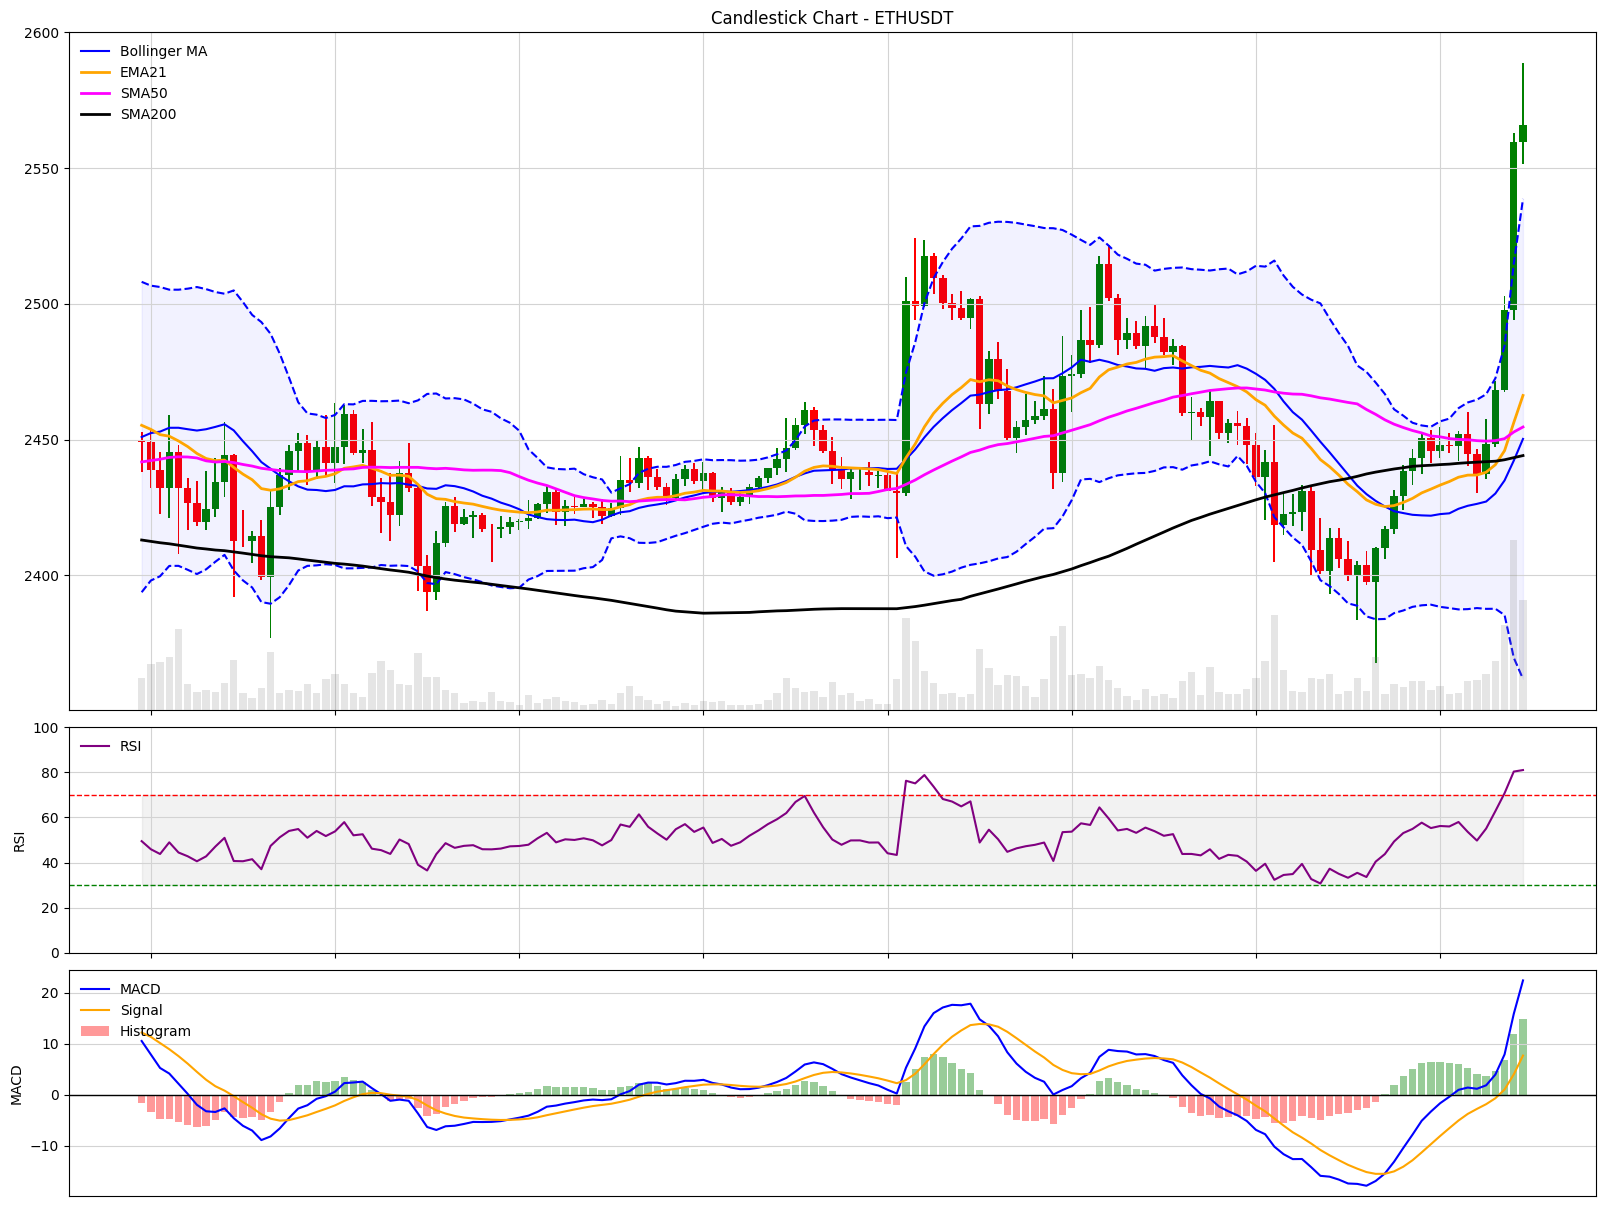 Candlestick Chart - ETHUSDT
2600
2550
2500
2450
2400
Bollinger MA
EMA21
SMA50
SMA200
RSI
100
80
60
40
20
0
RSI
MACD
20
10
0
−10
MACD
Signal
Histogram